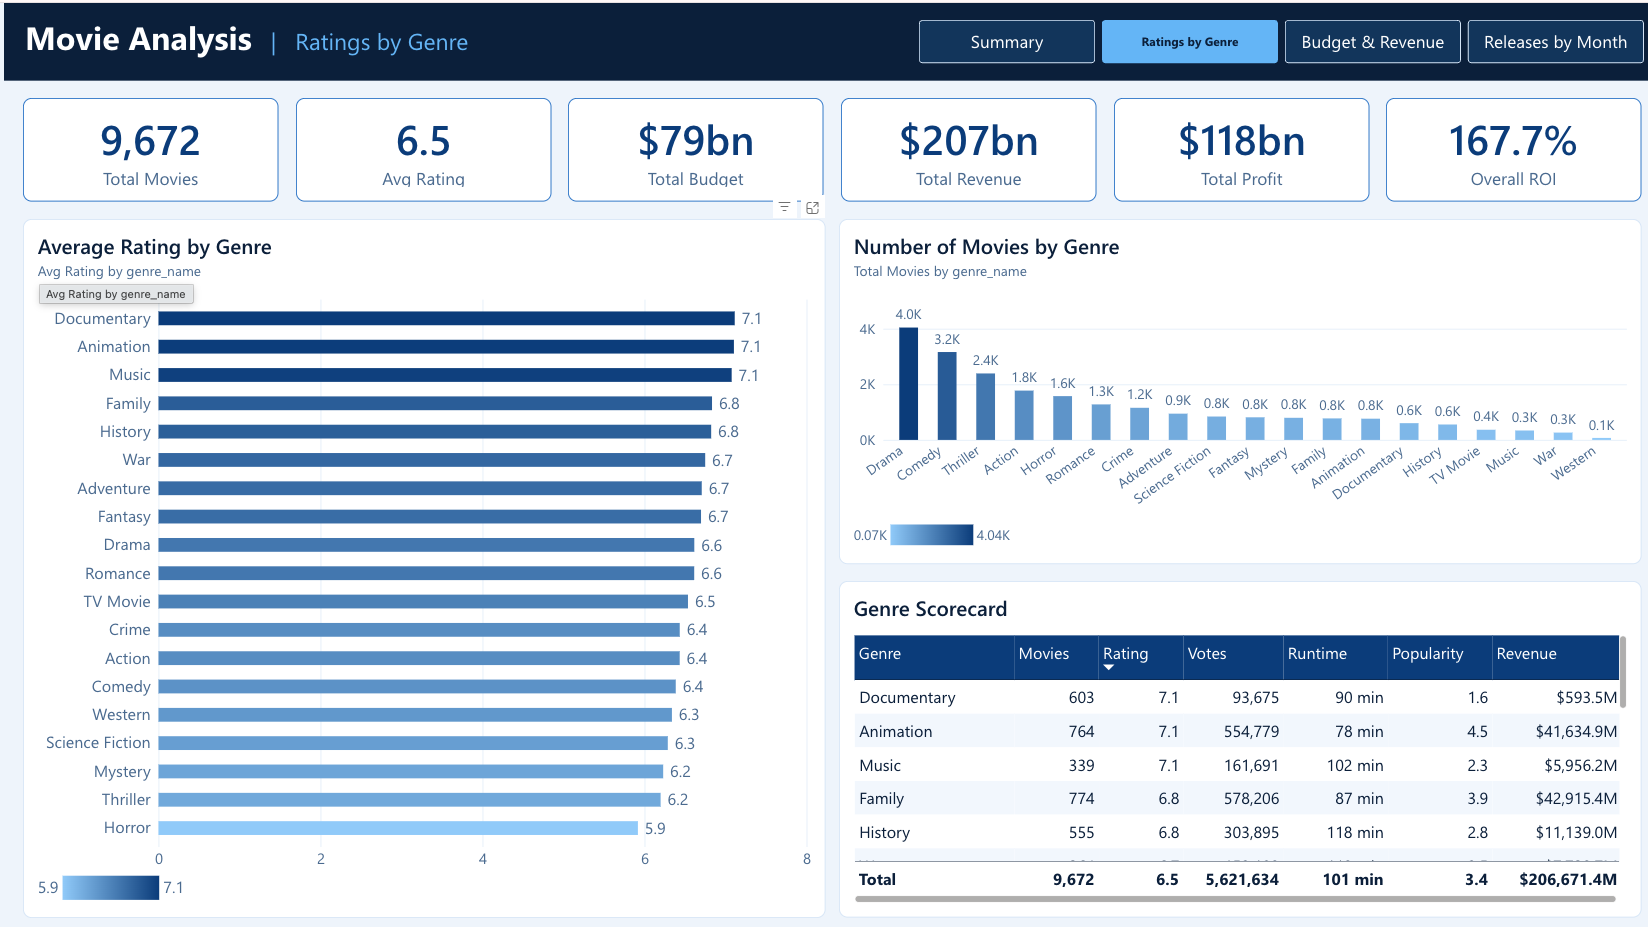 Movie Analysis | Ratings by Genre
Summary
Ratings by Genre
Budget & Revenue
Releases by Month
9,672
Total Movies
6.5
Avg Rating
$79bn
Total Budget
$207bn
Total Revenue
$118bn
Total Profit
167.7%
Overall ROI
Average Rating by Genre
Avg Rating by genre_name
Avg Rating by genre_name
Documentary 7.1
Animation 7.1
Music 7.1
Family 6.8
History 6.8
War 6.7
Adventure 6.7
Fantasy 6.7
Drama 6.6
Romance 6.6
TV Movie 6.5
Crime 6.4
Action 6.4
Comedy 6.4
Western 6.3
Science Fiction 6.3
Mystery 6.2
Thriller 6.2
Horror 5.9
0 2 4 6 8
5.9 7.1
Number of Movies by Genre
Total Movies by genre_name
4K
2K
0K
4.0K 3.2K 2.4K 1.8K 1.6K 1.3K 1.2K 0.9K 0.8K 0.8K 0.8K 0.8K 0.8K 0.6K 0.6K 0.4K 0.3K 0.3K 0.1K
Drama Comedy Thriller Action Horror Romance Crime Adventure Science Fiction Fantasy Mystery Family Animation Documentary History TV Movie Music War Western
0.07K 4.04K
Genre Scorecard
Genre Movies Rating Votes Runtime Popularity Revenue
Documentary 603 7.1 93,675 90 min 1.6 $593.5M
Animation 764 7.1 554,779 78 min 4.5 $41,634.9M
Music 339 7.1 161,691 102 min 2.3 $5,956.2M
Family 774 6.8 578,206 87 min 3.9 $42,915.4M
History 555 6.8 303,895 118 min 2.8 $11,139.0M
Total 9,672 6.5 5,621,634 101 min 3.4 $206,671.4M